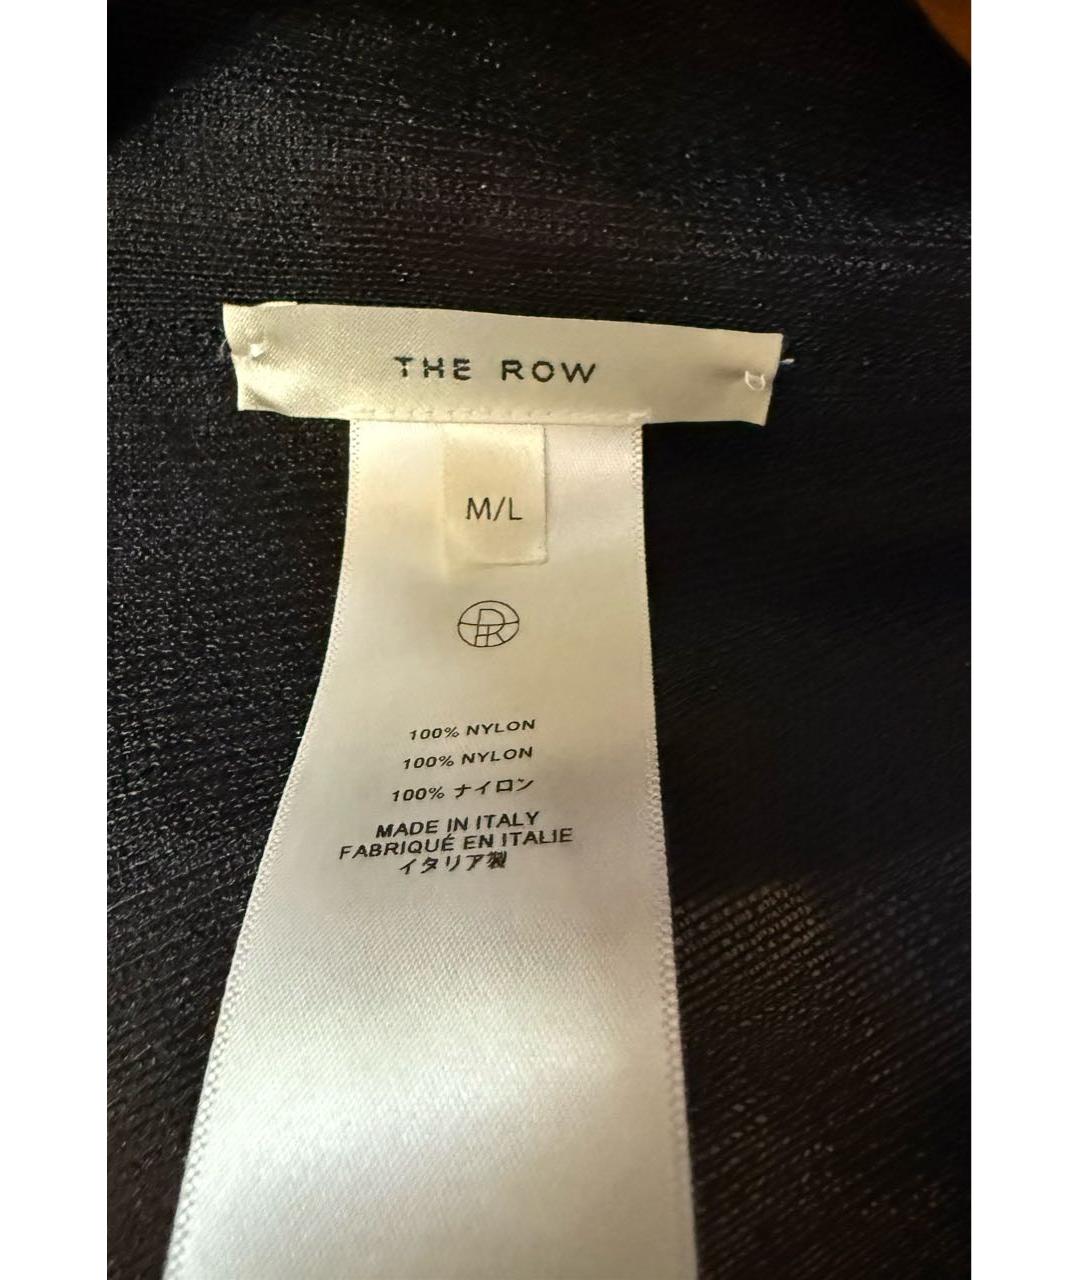 THE ROW
M/L
100% NYLON
100% NYLON
100% ナイロン
MADE IN ITALY
FABRIQUÉ EN ITALIE
イタリア製